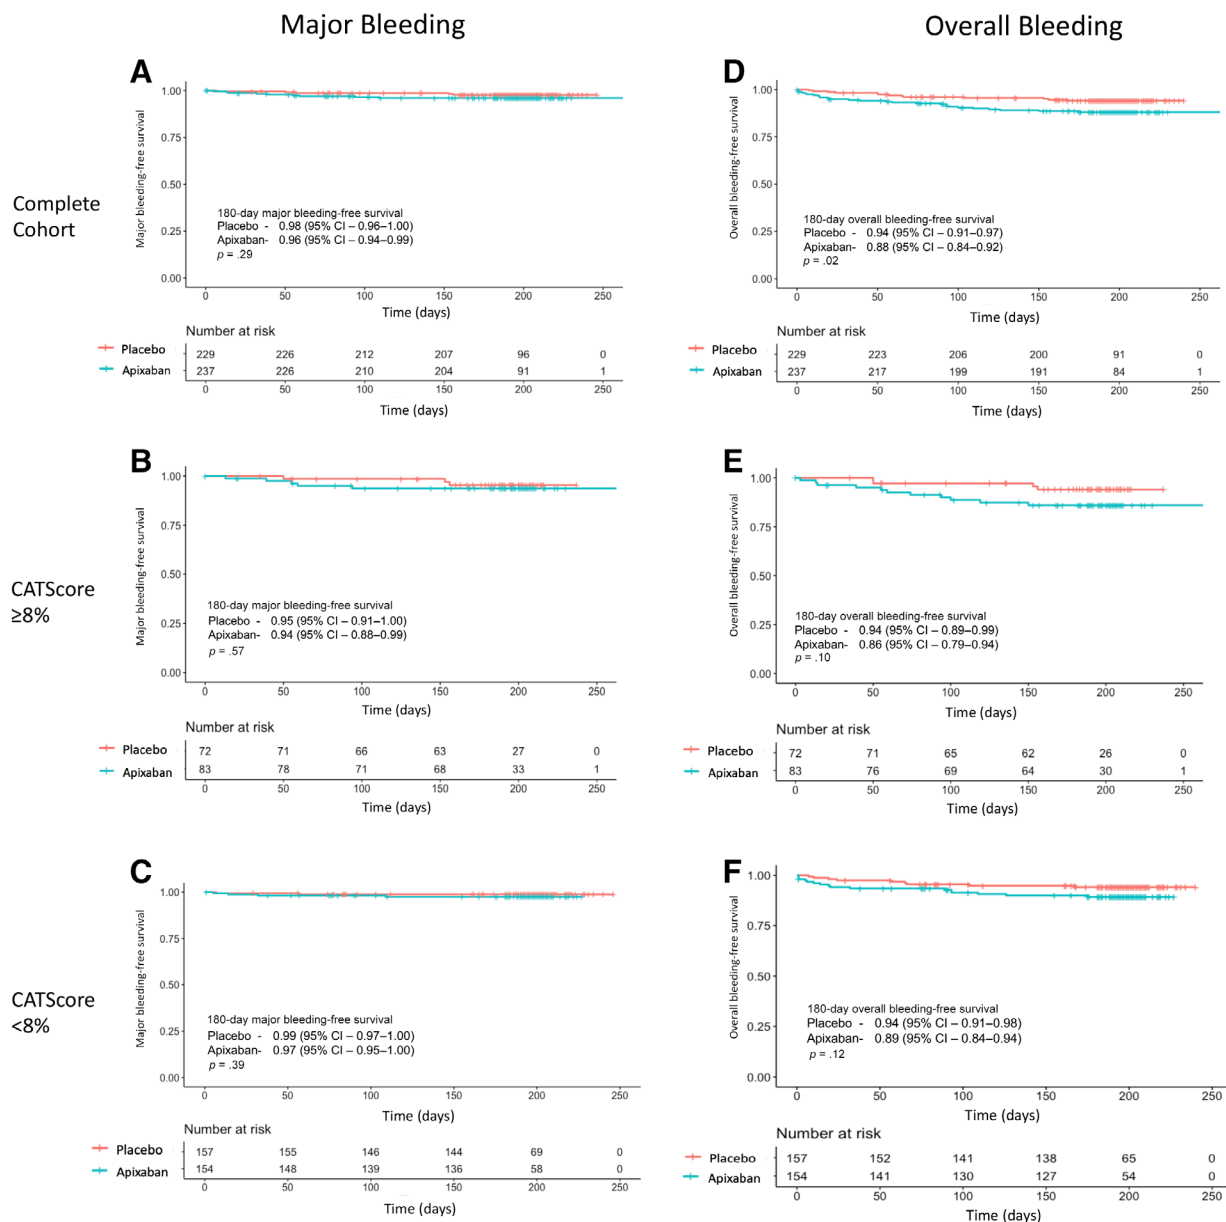 Major Bleeding
Overall Bleeding
Complete
Cohort
A
Major bleeding-free survival
1.00
0.75
0.50
0.25
0.00
180-day major bleeding-free survival
Placebo - 0.98 (95% CI – 0.96–1.00)
Apixaban- 0.96 (95% CI – 0.94–0.99)
p = .29
0 50 100 150 200 250
Time (days)
Number at risk
Placebo 229 226 212 207 96 0
Apixaban 237 226 210 204 91 1
0 50 100 150 200 250
Time (days)
D
Overall bleeding-free survival
1.00
0.75
0.50
0.25
0.00
180-day overall bleeding-free survival
Placebo - 0.94 (95% CI – 0.91–0.97)
Apixaban- 0.88 (95% CI – 0.84–0.92)
p = .02
0 50 100 150 200 250
Time (days)
Number at risk
Placebo 229 223 206 200 91 0
Apixaban 237 217 199 191 84 1
0 50 100 150 200 250
Time (days)
CATScore
≥8%
B
Major bleeding-free survival
1.00
0.75
0.50
0.25
0.00
180-day major bleeding-free survival
Placebo - 0.95 (95% CI – 0.91–1.00)
Apixaban- 0.94 (95% CI – 0.88–0.99)
p = .57
0 50 100 150 200 250
Time (days)
Number at risk
Placebo 72 71 66 63 27 0
Apixaban 83 78 71 68 33 1
0 50 100 150 200 250
Time (days)
E
Overall bleeding-free survival
1.00
0.75
0.50
0.25
0.00
180-day overall bleeding-free survival
Placebo - 0.94 (95% CI – 0.89–0.99)
Apixaban- 0.86 (95% CI – 0.79–0.94)
p = .10
0 50 100 150 200 250
Time (days)
Number at risk
Placebo 72 71 65 62 26 0
Apixaban 83 76 69 64 30 1
0 50 100 150 200 250
Time (days)
CATScore
<8%
C
Major bleeding-free survival
1.00
0.75
0.50
0.25
0.00
180-day major bleeding-free survival
Placebo - 0.99 (95% CI – 0.97–1.00)
Apixaban- 0.97 (95% CI – 0.95–1.00)
p = .39
0 50 100 150 200 250
Time (days)
Number at risk
Placebo 157 155 146 144 69 0
Apixaban 154 148 139 136 58 0
0 50 100 150 200 250
Time (days)
F
Overall bleeding-free survival
1.00
0.75
0.50
0.25
0.00
180-day overall bleeding-free survival
Placebo - 0.94 (95% CI – 0.91–0.98)
Apixaban- 0.89 (95% CI – 0.84–0.94)
p = .12
0 50 100 150 200 250
Time (days)
Number at risk
Placebo 157 152 141 138 65 0
Apixaban 154 141 130 127 54 0
0 50 100 150 200 250
Time (days)